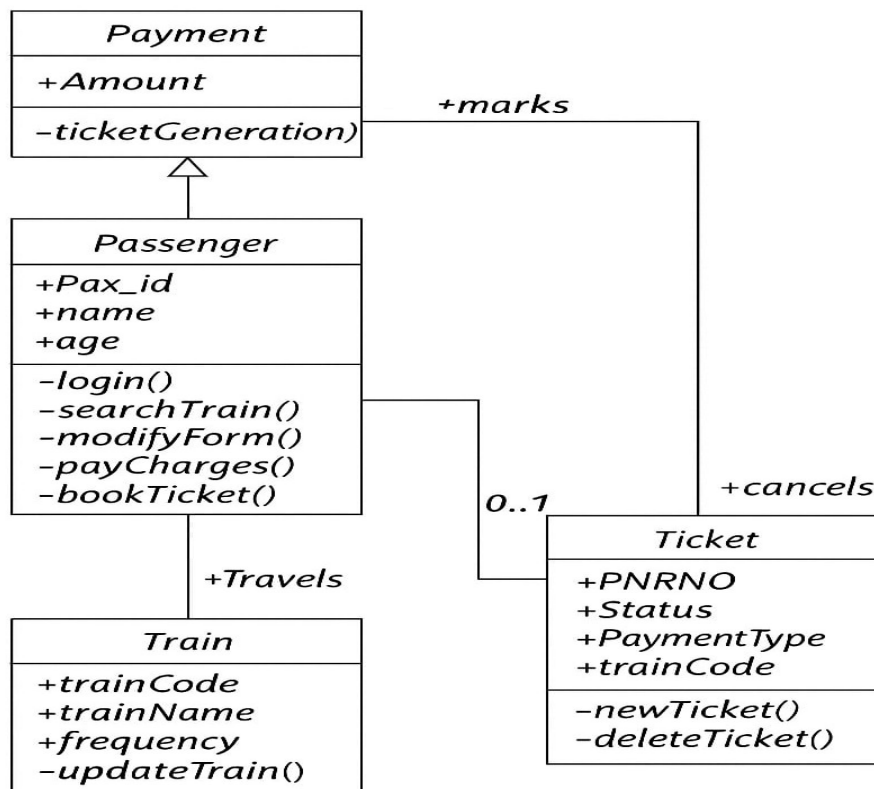 Payment
+Amount
-ticketGeneration)
+marks
Passenger
+Pax_id
+name
+age
-login()
-searchTrain()
-modifyForm()
-payCharges()
-bookTicket()
0..1
+cancels
Ticket
+PNRNO
+Status
+PaymentType
+trainCode
-newTicket()
-deleteTicket()
+Travels
Train
+trainCode
+trainName
+frequency
-updateTrain()